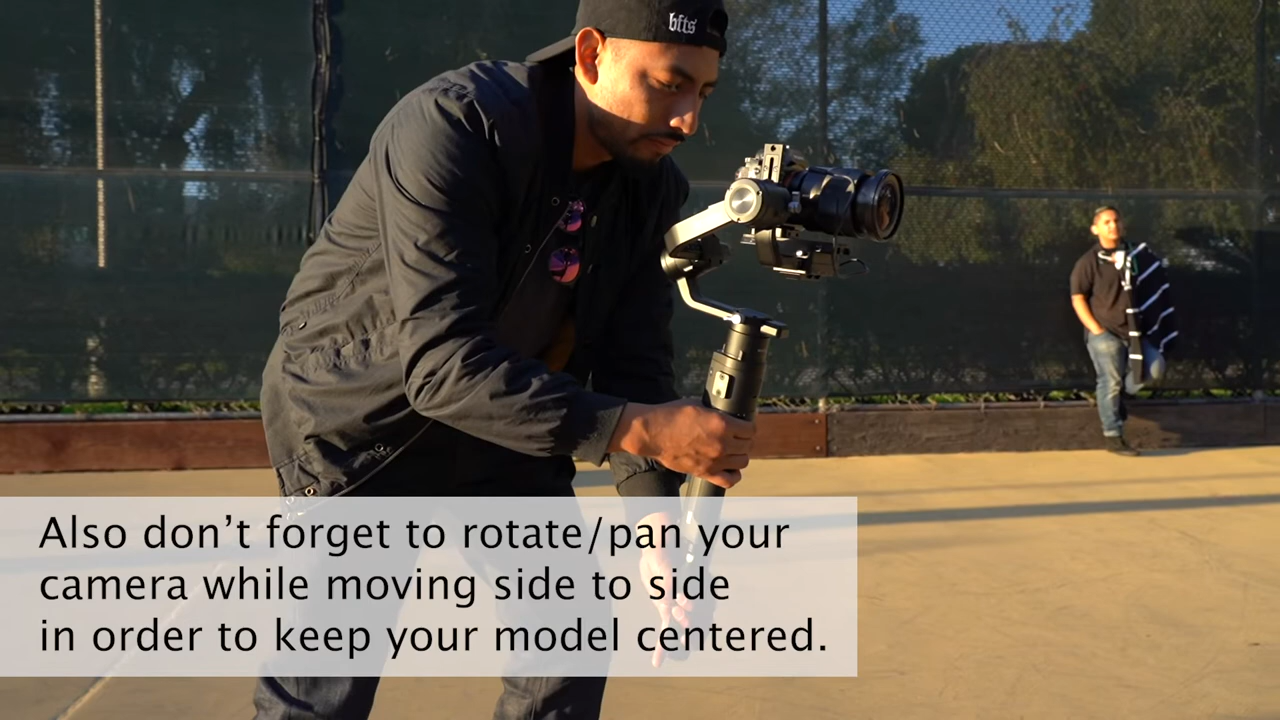 bfts
Also don’t forget to rotate/pan your
camera while moving side to side
in order to keep your model centered.